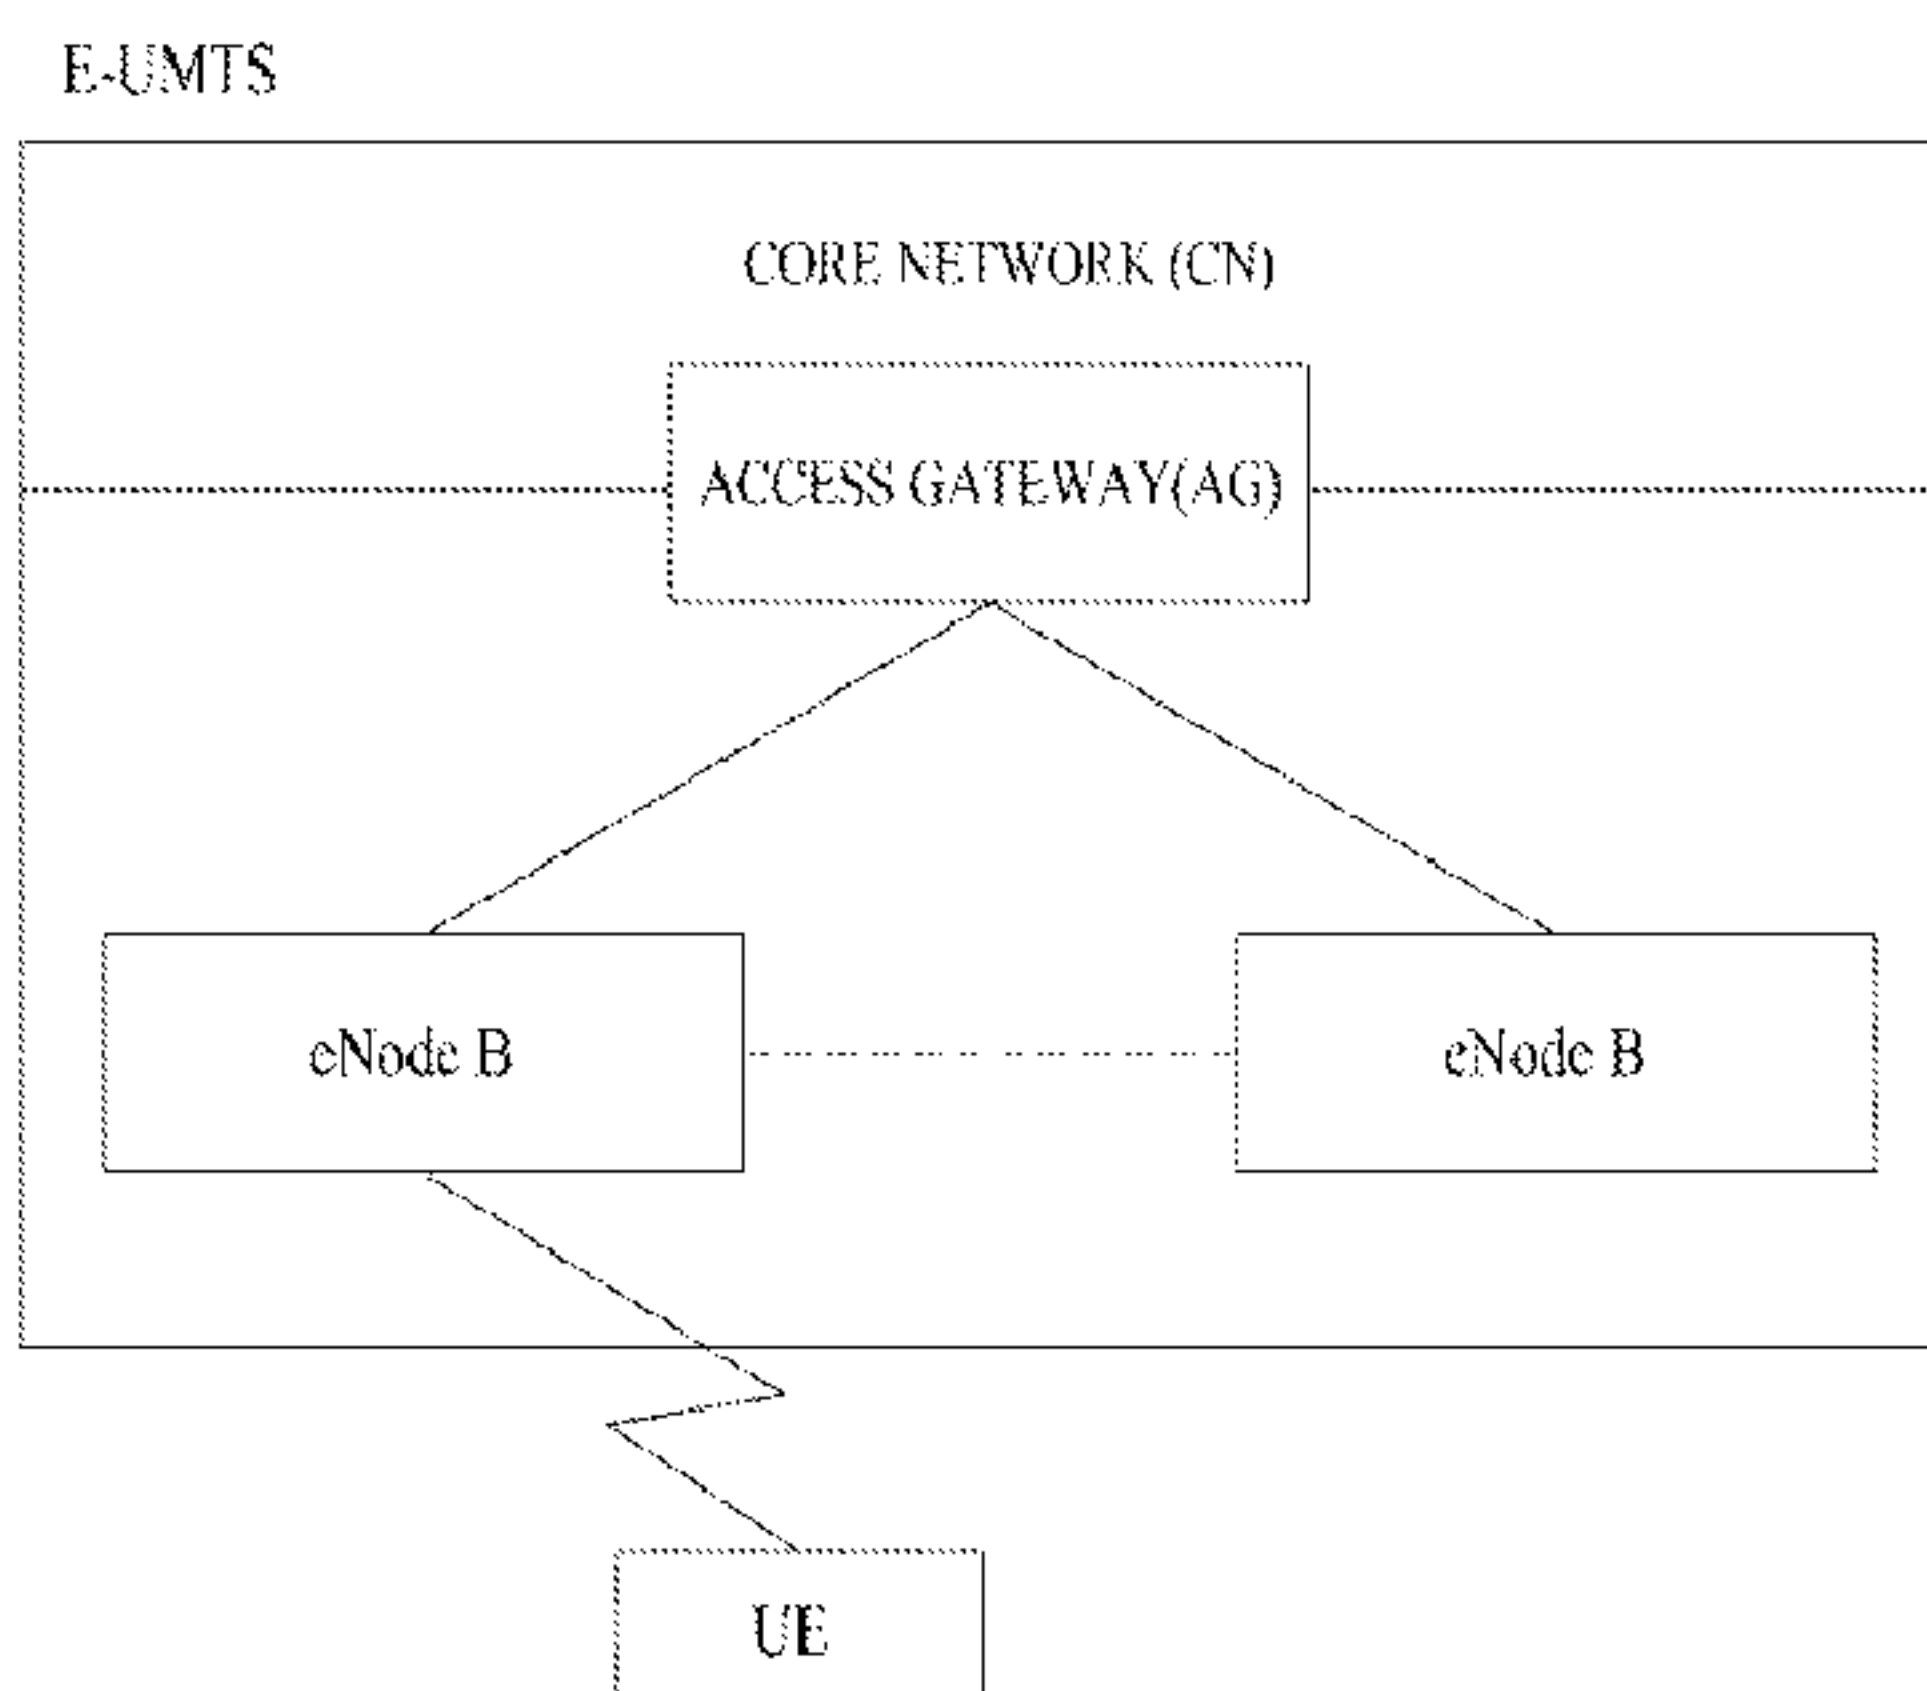 E-UMTS
CORE NETWORK (CN)
ACCESS GATEWAY(AG)
eNode B
eNode B
UE